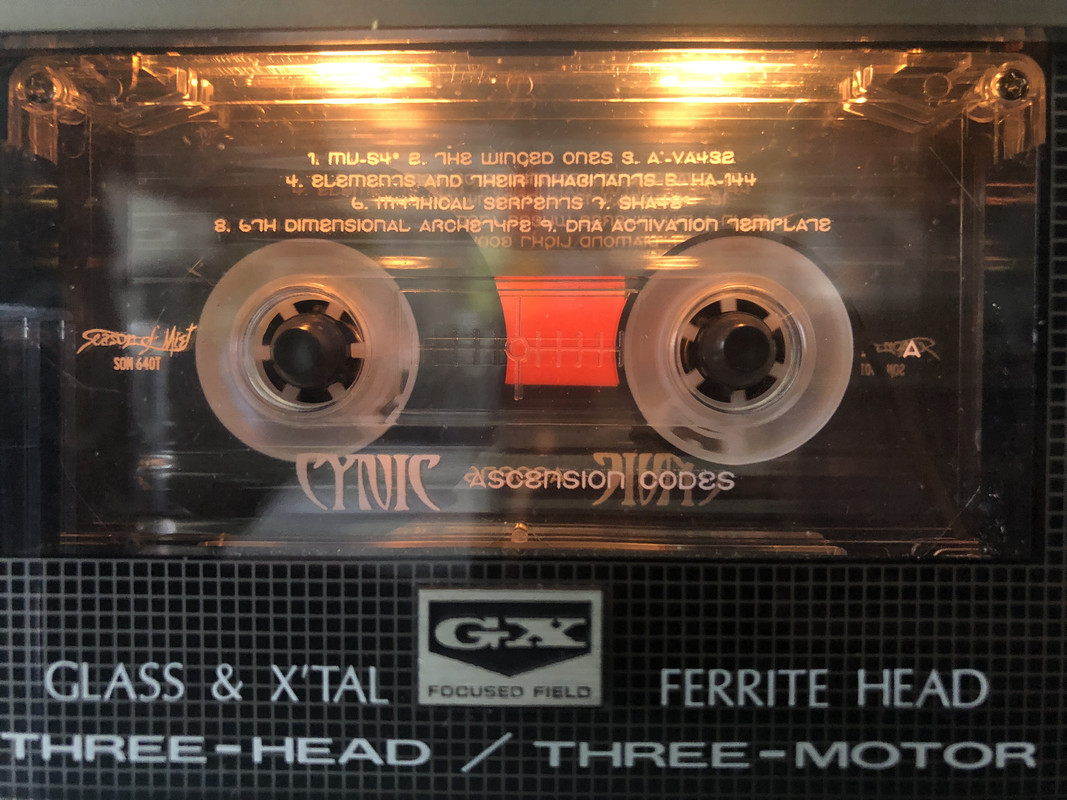 1. MU-54° 2. THE WINGED ONES 3. A'-VA432
4. ELEMENTS AND THEIR INHABITANTS 5. HA-144
6. MYTHICAL SERPENTS 7. SHA48°
8. 6TH DIMENSIONAL ARCHETYPE 9. DNA ACTIVATION TEMPLATE
Season of Mist
SOM 640T
A
CYNIC
ASCENSION CODES
GX
FOCUSED FIELD
GLASS & X'TAL FERRITE HEAD
THREE-HEAD / THREE-MOTOR